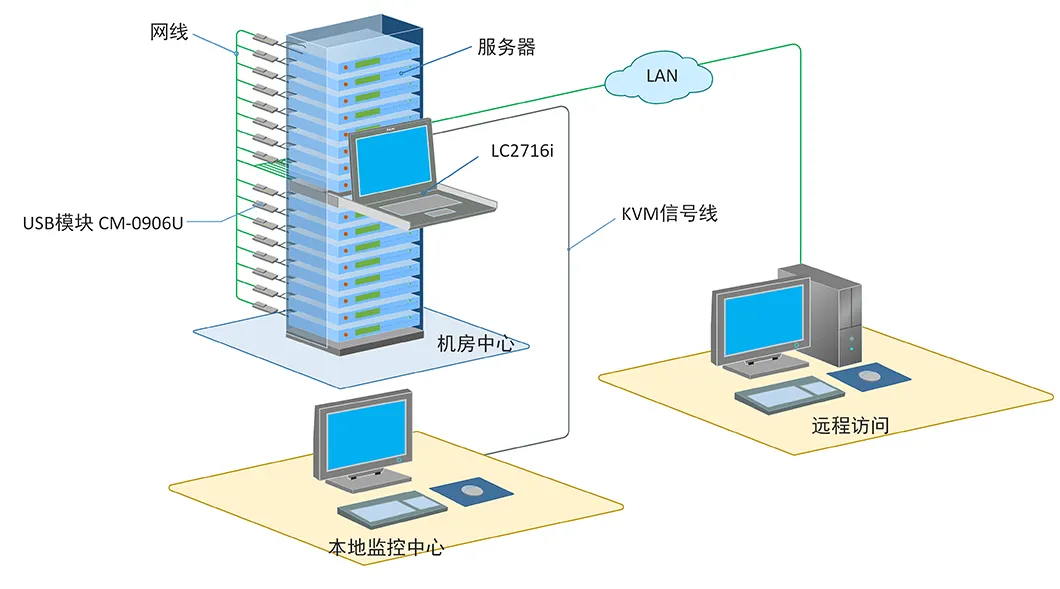 网线
服务器
LAN
LC2716i
USB模块 CM-0906U
KVM信号线
机房中心
远程访问
本地监控中心